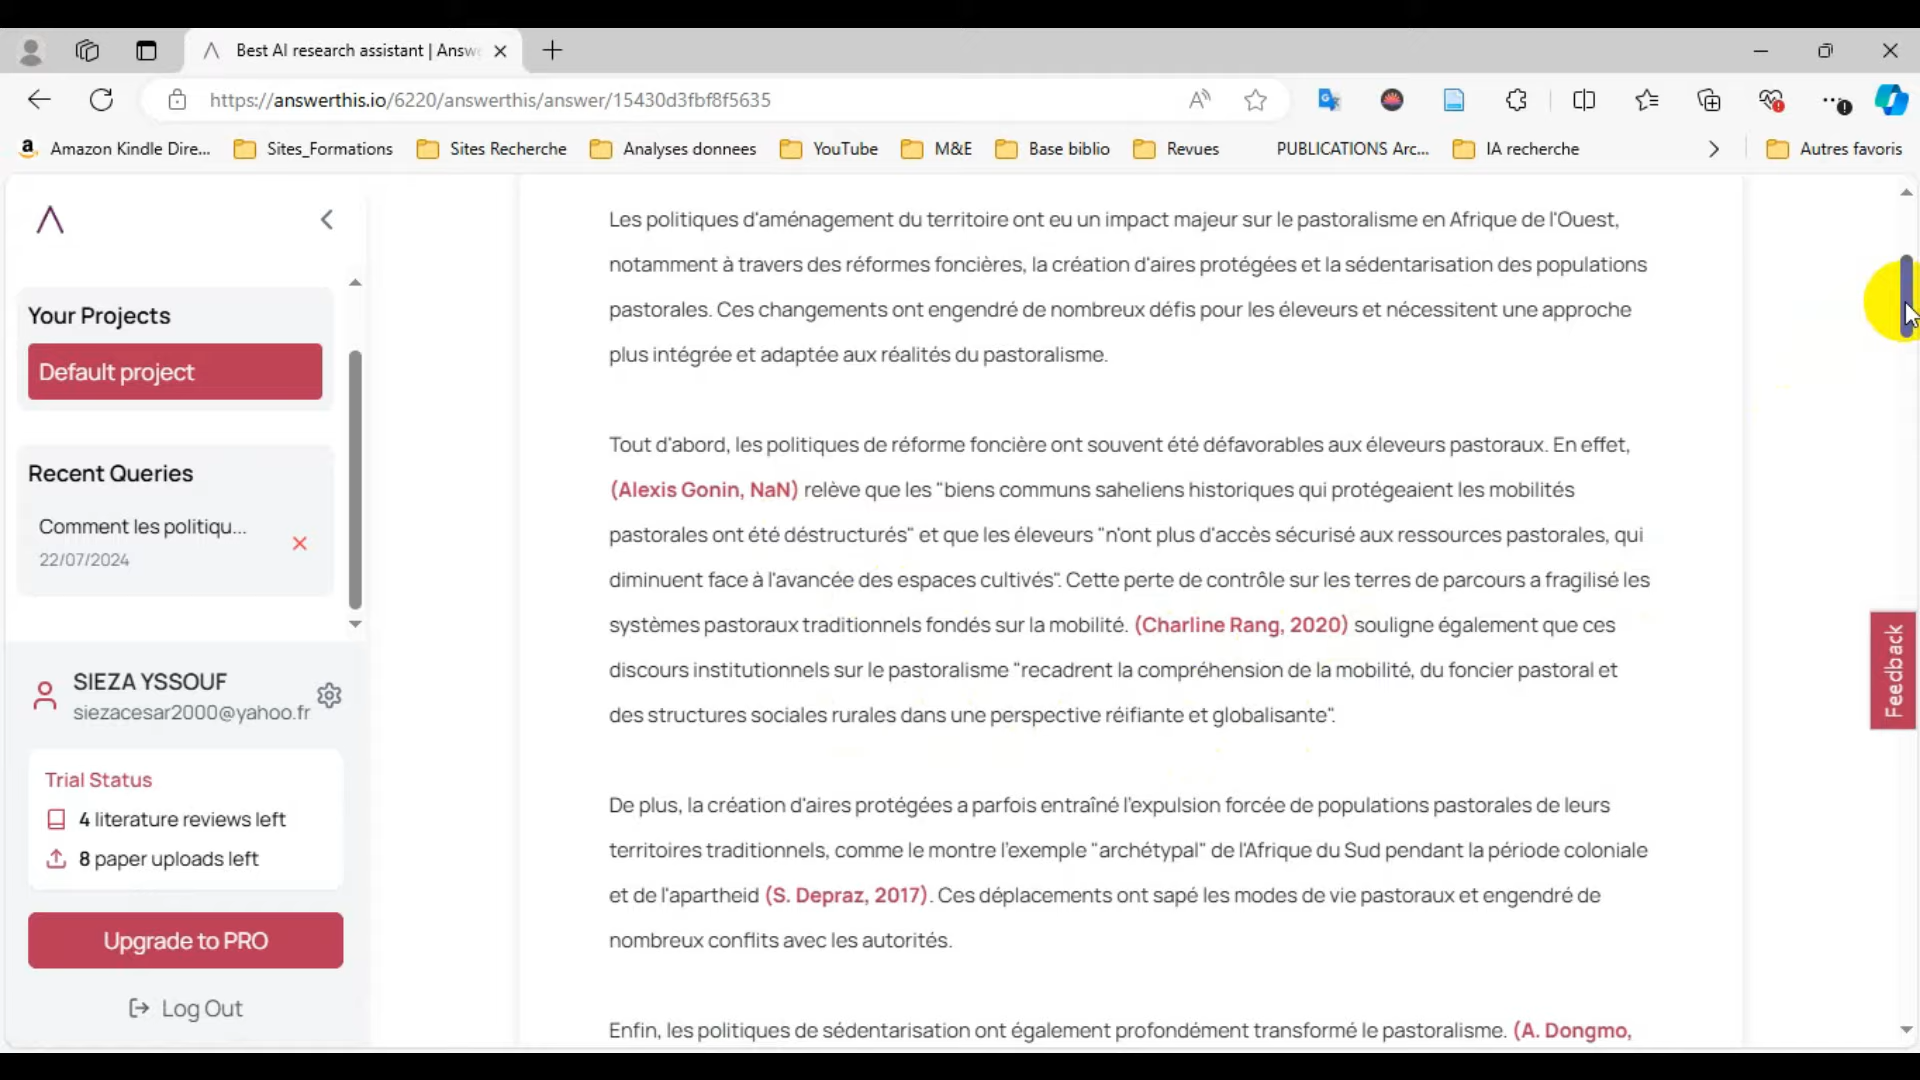 Best AI research assistant | Answ
https://answerthis.io/6220/answerthis/answer/15430d3fbf8f5635
Amazon Kindle Dire...
Sites_Formations
Sites Recherche
Analyses donnees
YouTube
M&E
Base biblio
Revues
PUBLICATIONS Arc...
IA recherche
Autres favoris
Your Projects
Default project
Recent Queries
Comment les politiqu...
22/07/2024
SIEZA YSSOUF
siezacesar2000@yahoo.fr
Trial Status
4 literature reviews left
8 paper uploads left
Upgrade to PRO
Log Out
Les politiques d'aménagement du territoire ont eu un impact majeur sur le pastoralisme en Afrique de l'Ouest,
notamment à travers des réformes foncières, la création d'aires protégées et la sédentarisation des populations
pastorales. Ces changements ont engendré de nombreux défis pour les éleveurs et nécessitent une approche
plus intégrée et adaptée aux réalités du pastoralisme.
Tout d'abord, les politiques de réforme foncière ont souvent été défavorables aux éleveurs pastoraux. En effet,
(Alexis Gonin, NaN) relève que les "biens communs saheliens historiques qui protégeaient les mobilités
pastorales ont été déstructurés" et que les éleveurs "n'ont plus d'accès sécurisé aux ressources pastorales, qui
diminuent face à l'avancée des espaces cultivés". Cette perte de contrôle sur les terres de parcours a fragilisé les
systèmes pastoraux traditionnels fondés sur la mobilité. (Charline Rang, 2020) souligne également que ces
discours institutionnels sur le pastoralisme "recadrent la compréhension de la mobilité, du foncier pastoral et
des structures sociales rurales dans une perspective réifiante et globalisante".
De plus, la création d'aires protégées a parfois entraîné l'expulsion forcée de populations pastorales de leurs
territoires traditionnels, comme le montre l'exemple "archétypal" de l'Afrique du Sud pendant la période coloniale
et de l'apartheid (S. Depraz, 2017). Ces déplacements ont sapé les modes de vie pastoraux et engendré de
nombreux conflits avec les autorités.
Enfin, les politiques de sédentarisation ont également profondément transformé le pastoralisme. (A. Dongmo,
Feedback